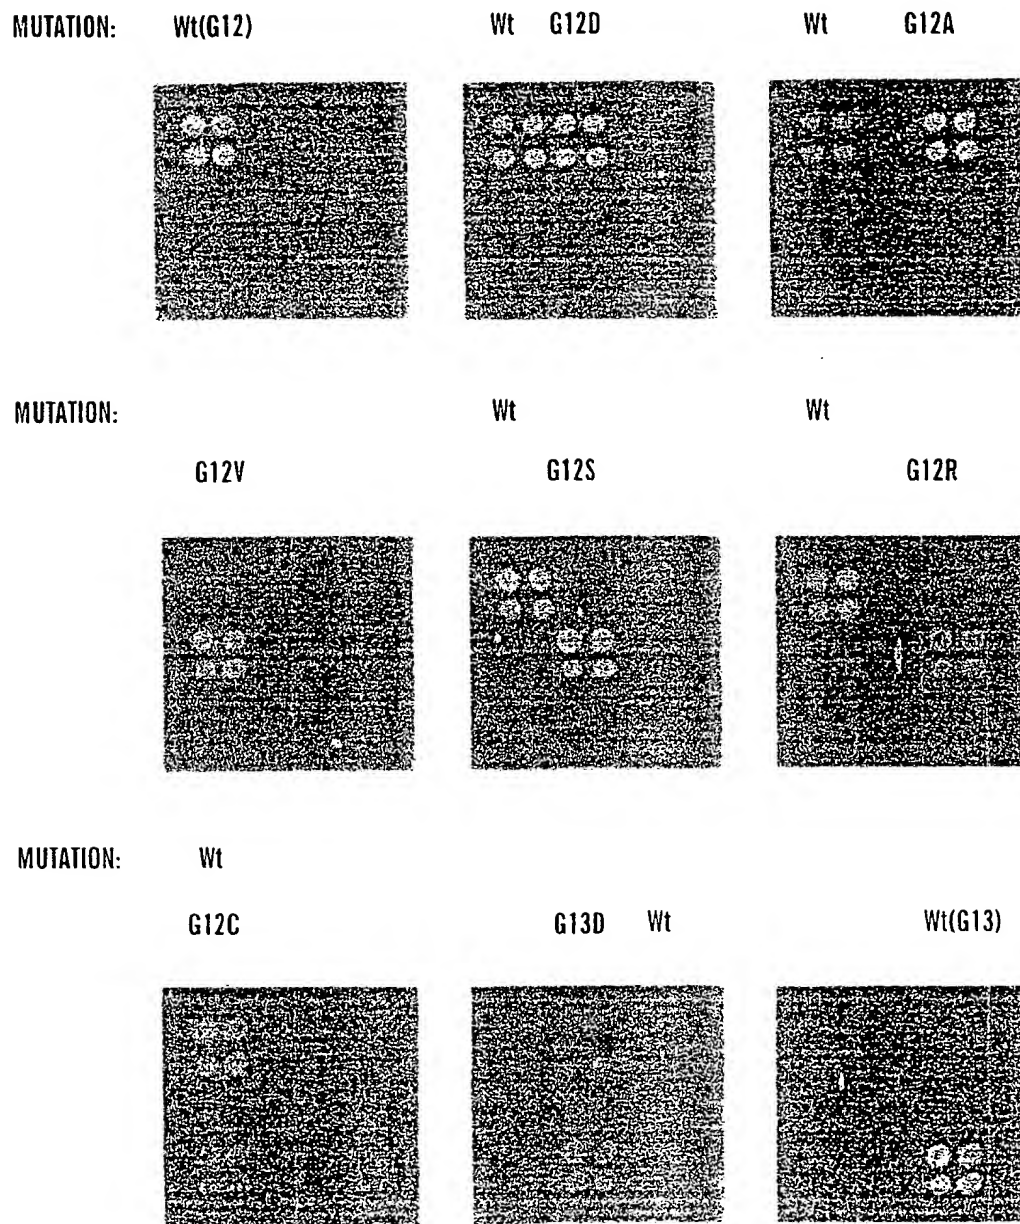 MUTATION: Wt(G12) Wt G12D Wt G12A
MUTATION: Wt Wt
G12V G12S G12R
MUTATION: Wt
G12C G13D Wt Wt(G13)